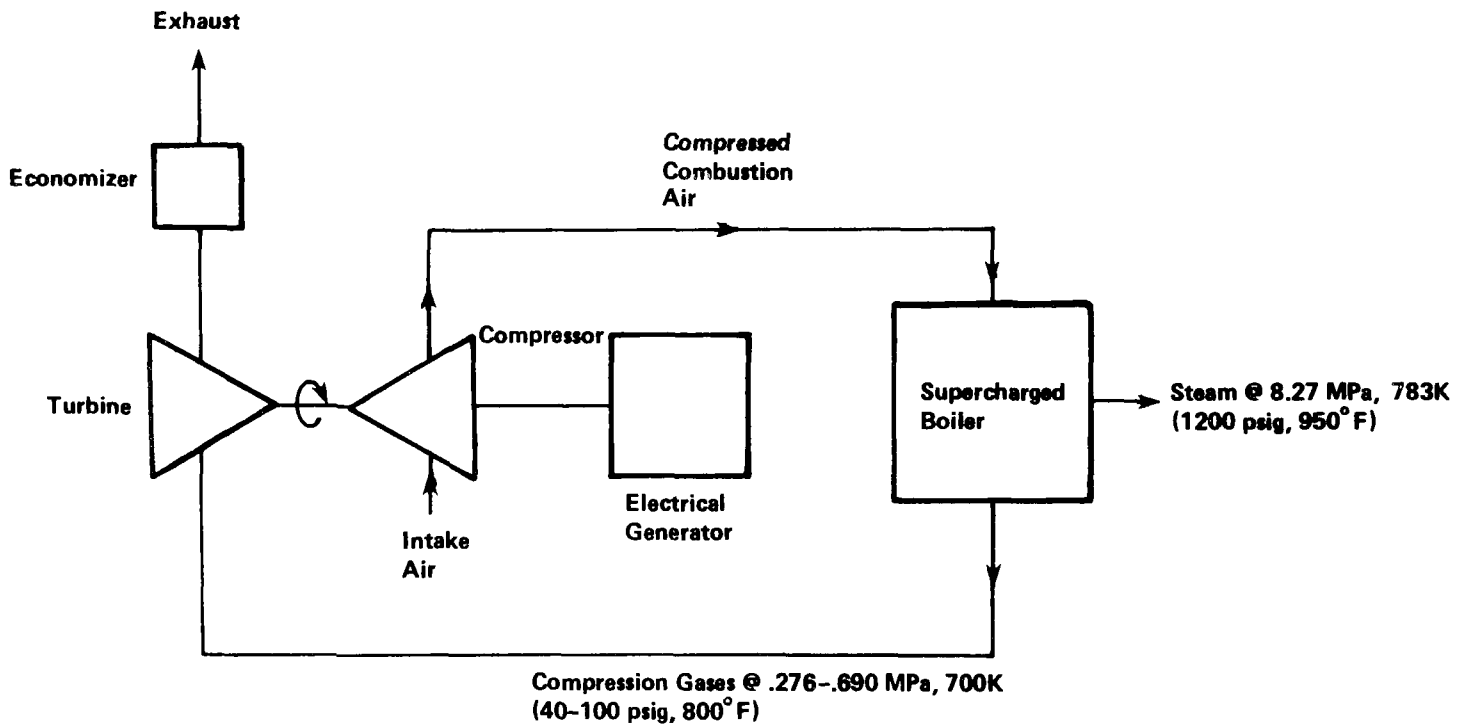 Exhaust
Economizer
Compressed
Combustion
Air
Compressor
Turbine
Supercharged
Boiler
Steam @ 8.27 MPa, 783K
(1200 psig, 950° F)
Electrical
Generator
Intake
Air
Compression Gases @ .276–.690 MPa, 700K
(40–100 psig, 800° F)